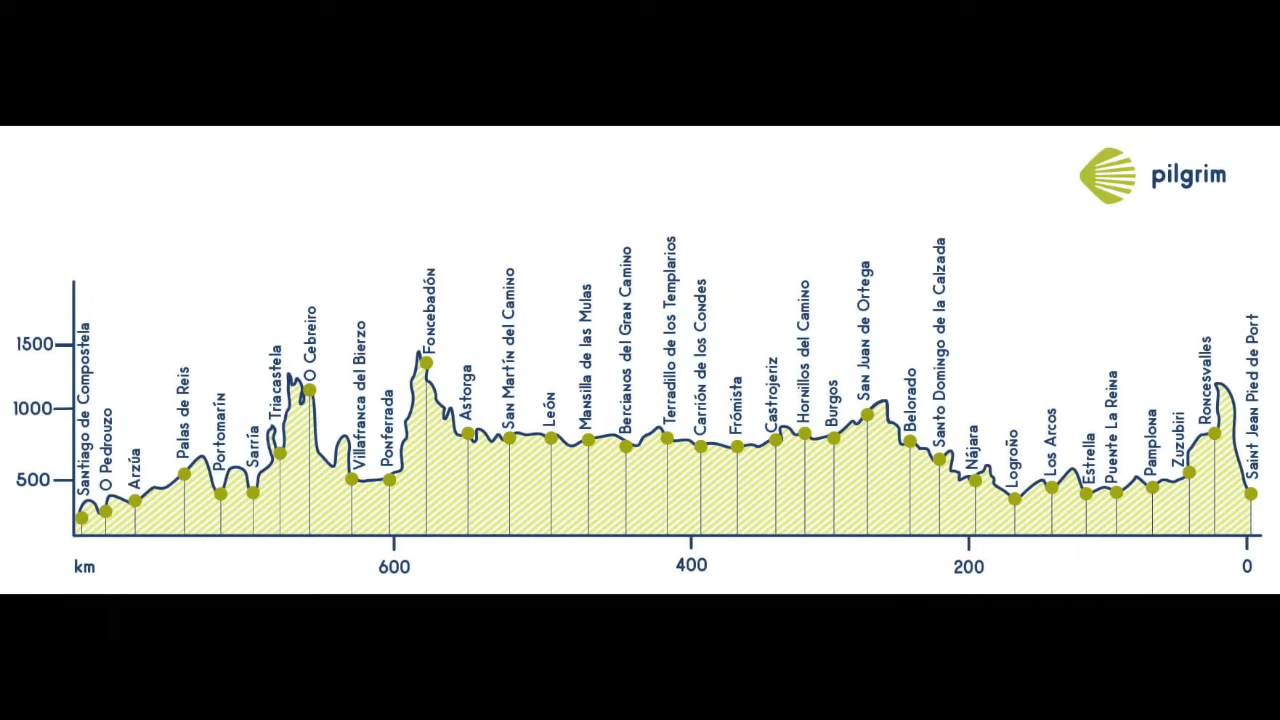 pilgrim
1500
1000
500
Santiago de Compostela
O Pedrouzo
Arzúa
Palas de Reis
Portomarín
Sarría
Triacastela
O Cebreiro
Villafranca del Bierzo
Ponferrada
Foncebadón
Astorga
San Martín del Camino
León
Mansilla de las Mulas
Bercianos del Gran Camino
Terradillo de los Templarios
Carrión de los Condes
Frómista
Castrojeriz
Hornillos del Camino
Burgos
San Juan de Ortega
Belorado
Santo Domingo de la Calzada
Nájara
Logroño
Los Arcos
Estrella
Puente La Reina
Pamplona
Zuzubiri
Roncesvalles
Saint Jean Pied de Port
km
600
400
200
0